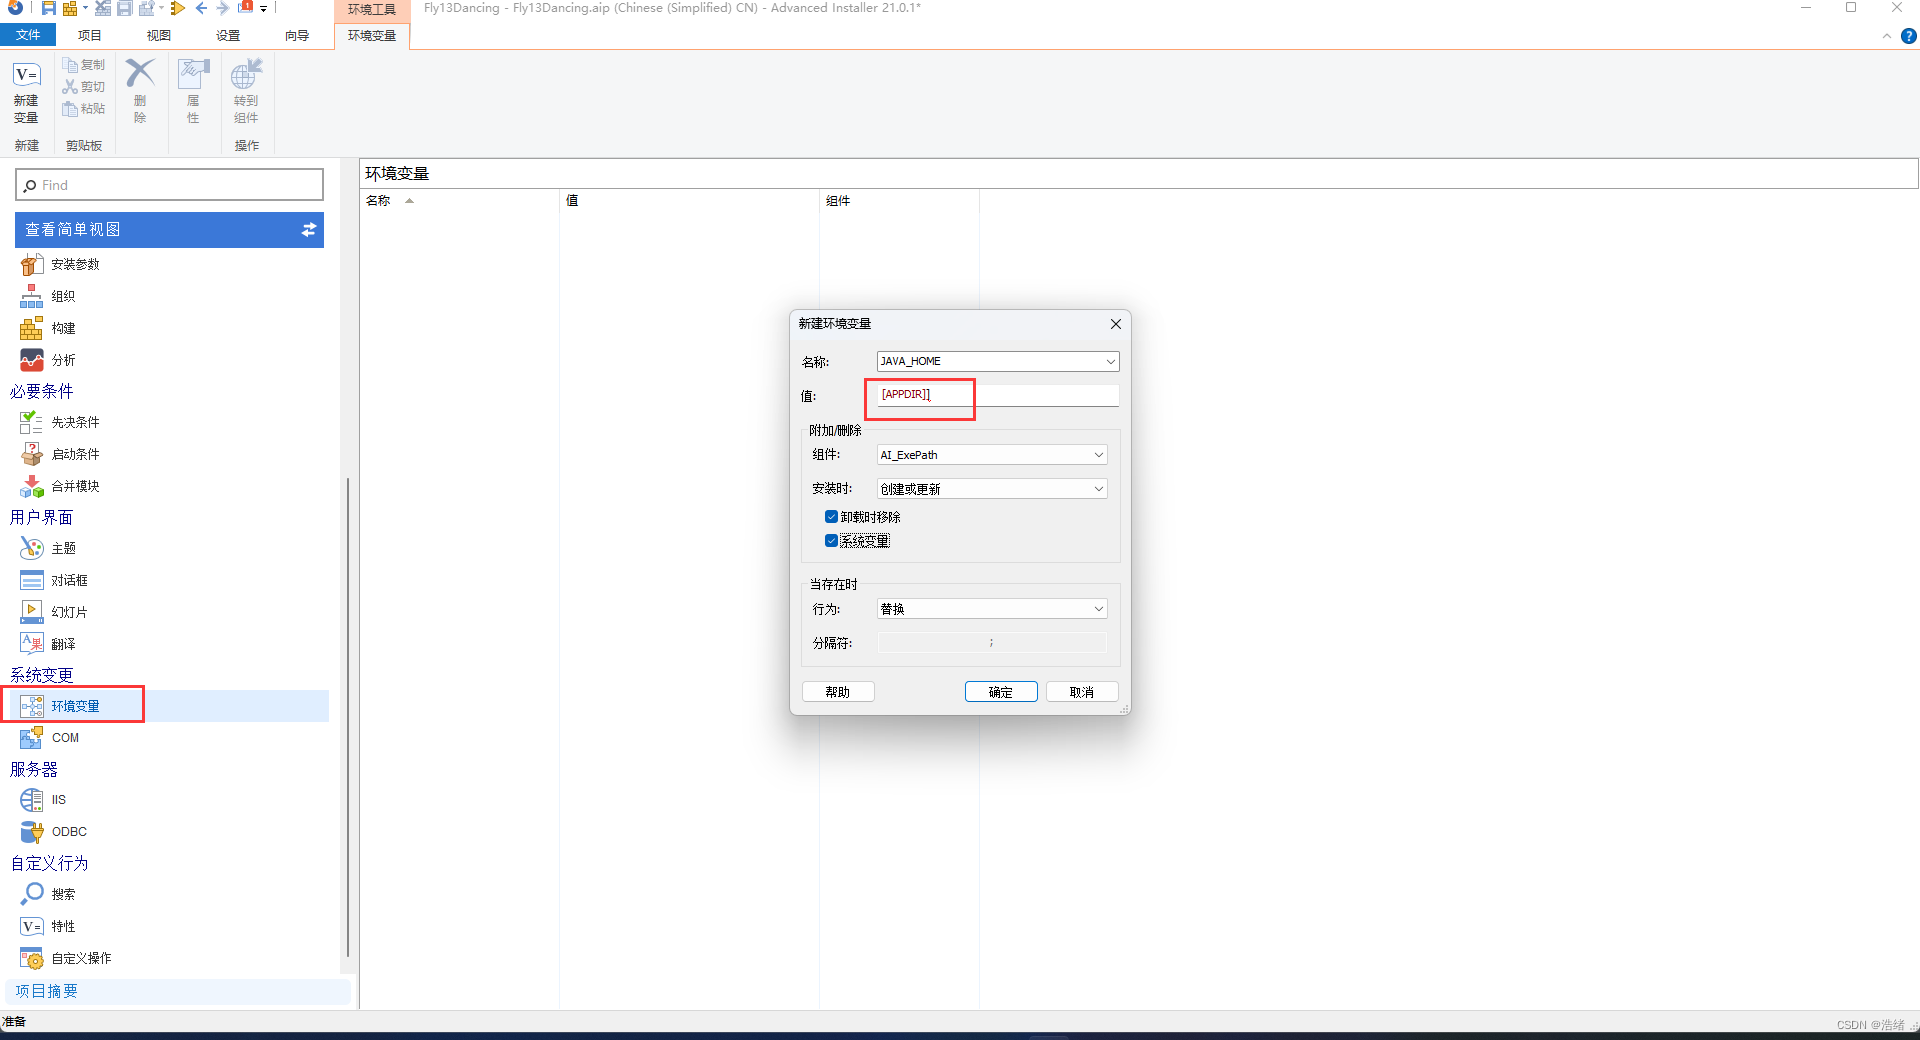 环境工具
Fly13Dancing - Fly13Dancing.aip (Chinese (Simplified) CN) - Advanced Installer 21.0.1*
文件
项目
视图
设置
向导
环境变量
V=
新建
变量
复制
剪切
粘贴
删
除
属
性
转到
组件
新建
剪贴板
操作
Find
查看简单视图
安装参数
组织
构建
分析
必要条件
先决条件
启动条件
合并模块
用户界面
主题
对话框
幻灯片
翻译
系统变更
环境变量
COM
服务器
IIS
ODBC
自定义行为
搜索
V= 特性
自定义操作
项目摘要
准备
环境变量
名称
值
组件
新建环境变量
名称: JAVA_HOME
值: [APPDIR]]
附加/删除
组件: AI_ExePath
安装时: 创建或更新
卸载时移除
系统变量
当存在时
行为: 替换
分隔符: ;
帮助
确定
取消
CSDN @浩绪